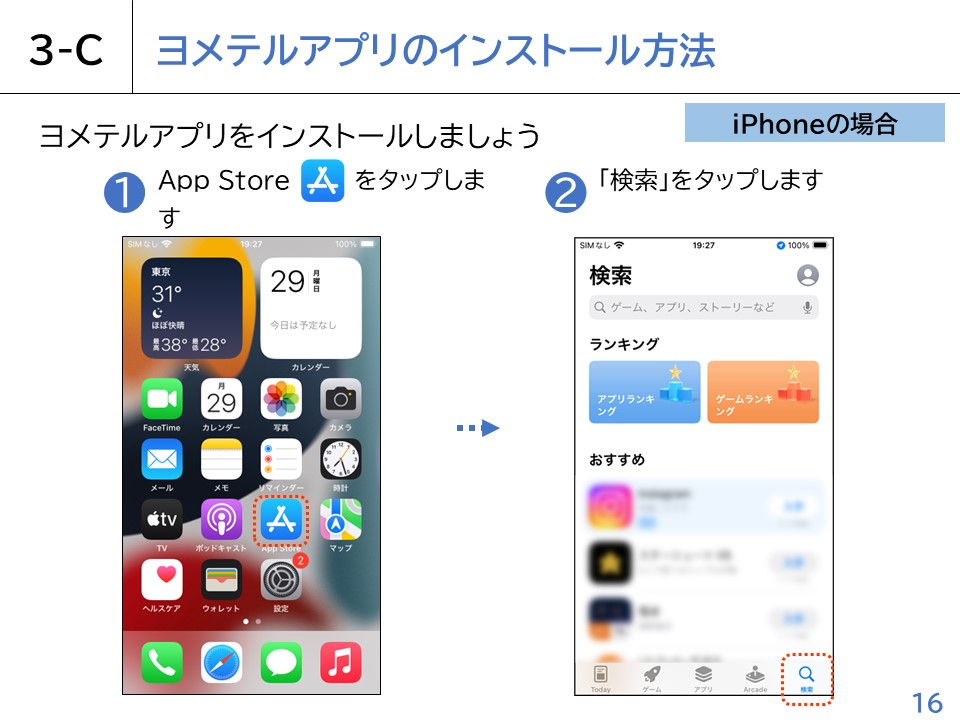 3-C
ヨメテルアプリのインストール方法
iPhoneの場合
ヨメテルアプリをインストールしましょう
1
App Store をタップしま
す
2
「検索」をタップします
SIMなし 19:27 100%
東京
31°
ほぼ快晴
最高38° 最低28°
天気
29 月曜日
今日は予定なし
カレンダー
月
29
FaceTime カレンダー 写真 カメラ
メール メモ リマインダー 時計
tv
TV ポッドキャスト App Store マップ
2
ヘルスケア ウォレット 設定
SIMなし 19:27 100%
検索
ゲーム、アプリ、ストーリーなど
ランキング
アプリランキ
ング
ゲームランキ
ング
おすすめ
Instagram
Today ゲーム アプリ Arcade 検索
16